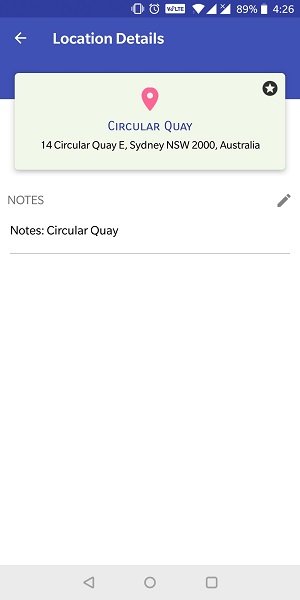 VoLTE 89% 4:26
Location Details
Circular Quay
14 Circular Quay E, Sydney NSW 2000, Australia
NOTES
Notes: Circular Quay